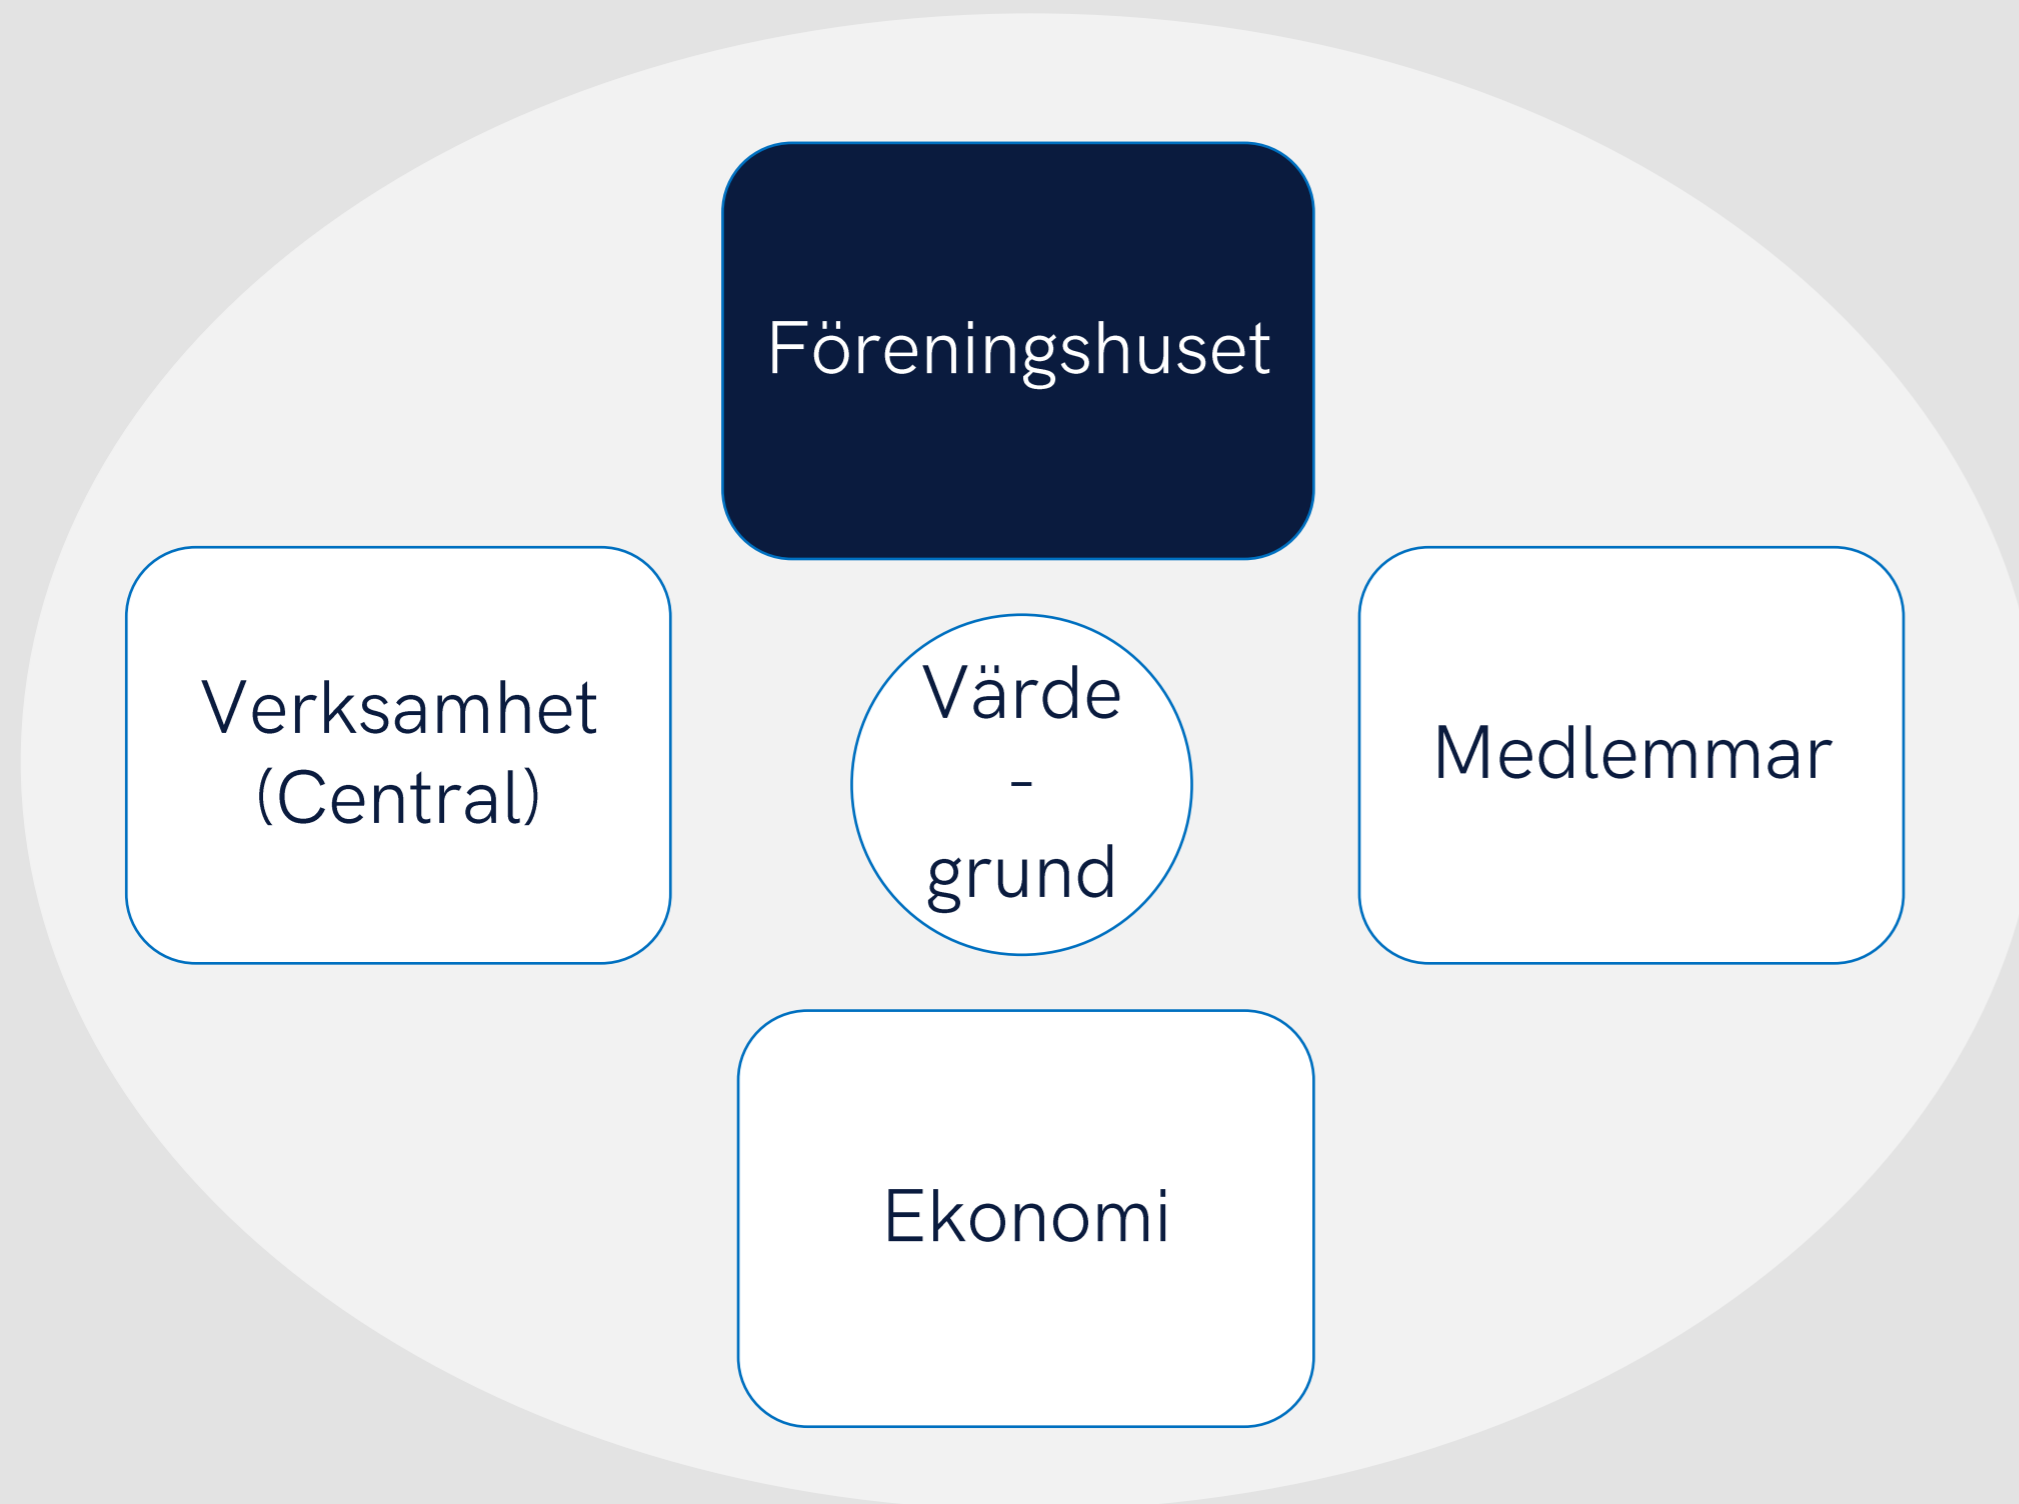 Föreningshuset
Verksamhet
(Central)
Värde
-
grund
Medlemmar
Ekonomi